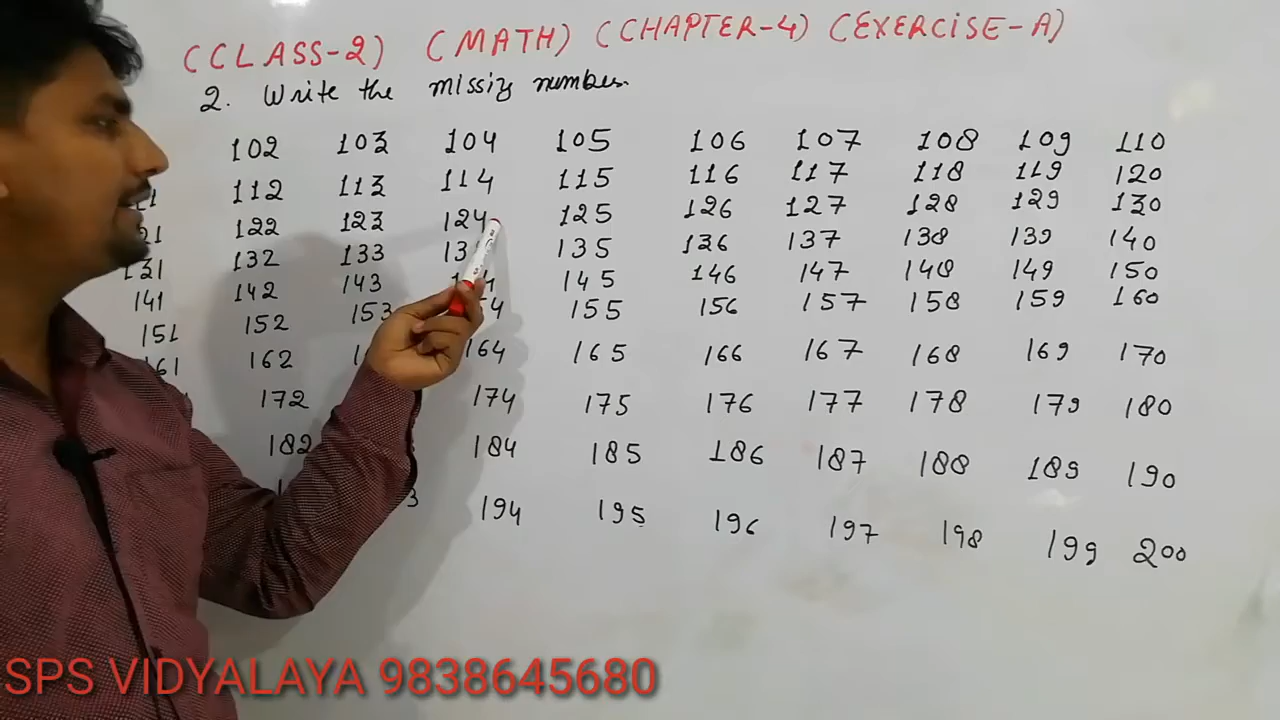 (CLASS-2) (MATH) (CHAPTER-4) (EXERCISE-A)
2. Write the missig number.
102 103 104 105 106 107 108 109 110
112 113 114 115 116 117 118 119 120
122 123 124 125 126 127 128 129 130
131 132 133 135 136 137 138 139 140
141 142 143 145 146 147 148 149 150
151 152 153 155 156 157 158 159 160
162 164 165 166 167 168 169 170
172 174 175 176 177 178 179 180
182 184 185 186 187 188 189 190
194 195 196 197 198 199 200
SPS VIDYALAYA 9838645680